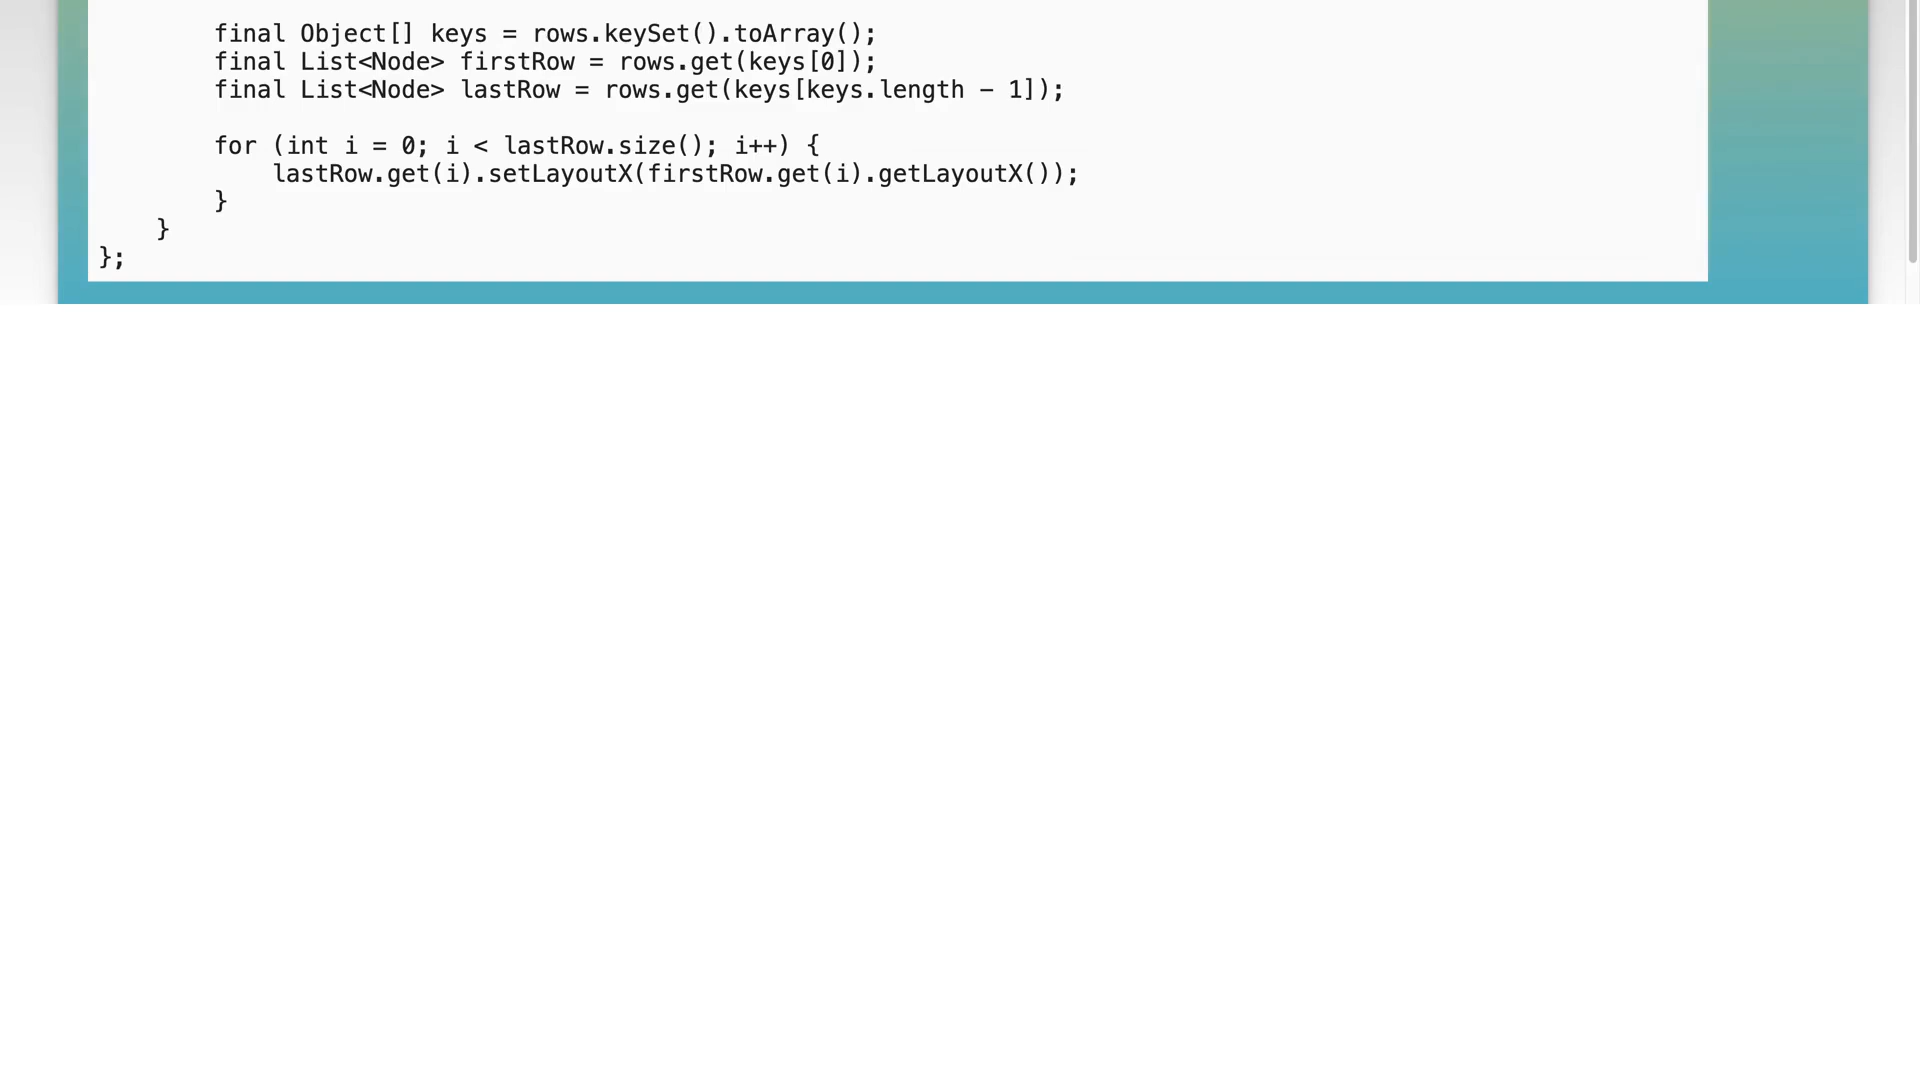 final Object[] keys = rows.keySet().toArray();
final List<Node> firstRow = rows.get(keys[0]);
final List<Node> lastRow = rows.get(keys[keys.length - 1]);
for (int i = 0; i < lastRow.size(); i++) {
lastRow.get(i).setLayoutX(firstRow.get(i).getLayoutX());
}
}
};